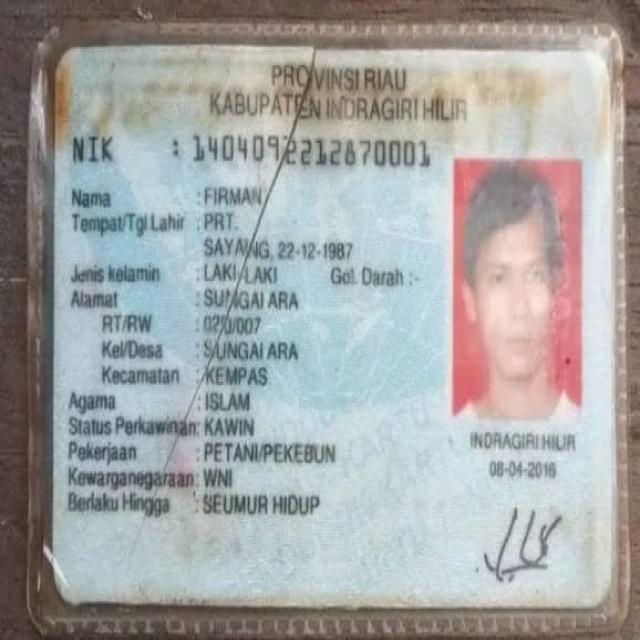 PROVINSI RIAU
KABUPATEN INDRAGIRI HILIR
NIK : 1404092212870001
Nama : FIRMAN
Tempat/Tgl Lahir : PRT.
SAYANG, 22-12-1987
Jenis kelamin : LAKI-LAKI Gol. Darah :-
Alamat : SUNGAI ARA
RT/RW : 020/007
Kel/Desa : SUNGAI ARA
Kecamatan : KEMPAS
Agama : ISLAM
Status Perkawinan: KAWIN
Pekerjaan : PETANI/PEKEBUN
Kewarganegaraan: WNI
Berlaku Hingga : SEUMUR HIDUP
INDRAGIRI HILIR
08-04-2016